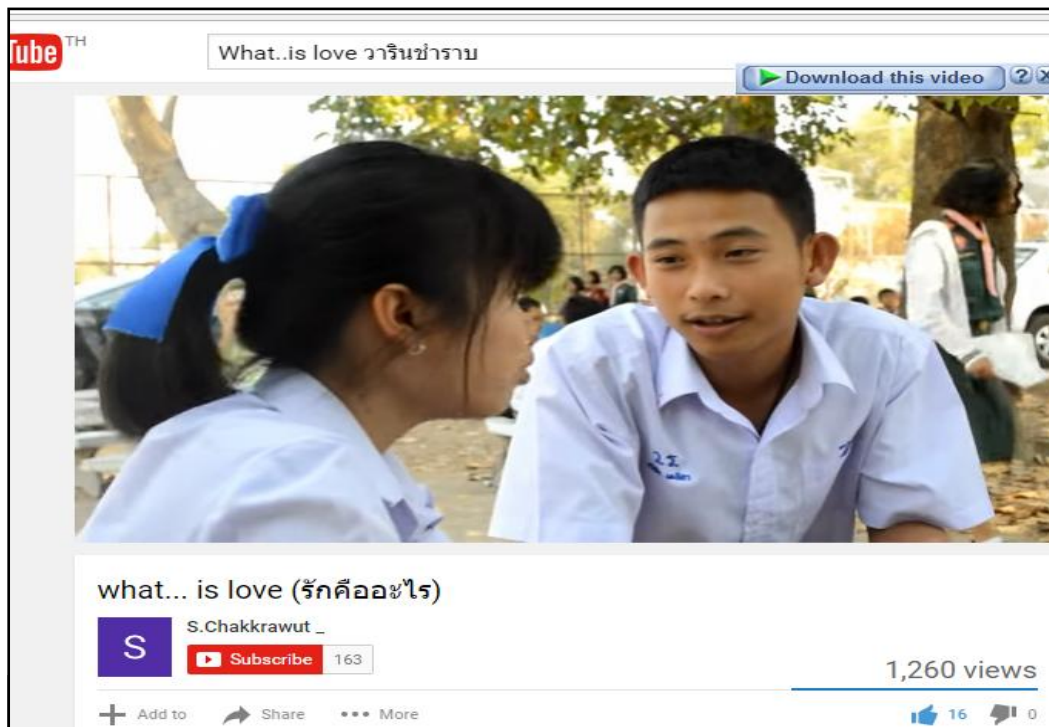 Tube TH
What..is love วารินชำราบ
Download this video ? X
what... is love (รักคืออะไร)
S
S.Chakkrawut _
Subscribe 163
1,260 views
Add to Share More 16 0